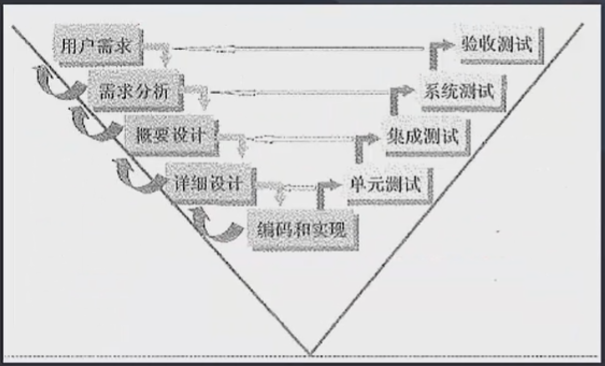 用户需求
验收测试
需求分析
系统测试
概要设计
集成测试
详细设计
单元测试
编码和实现